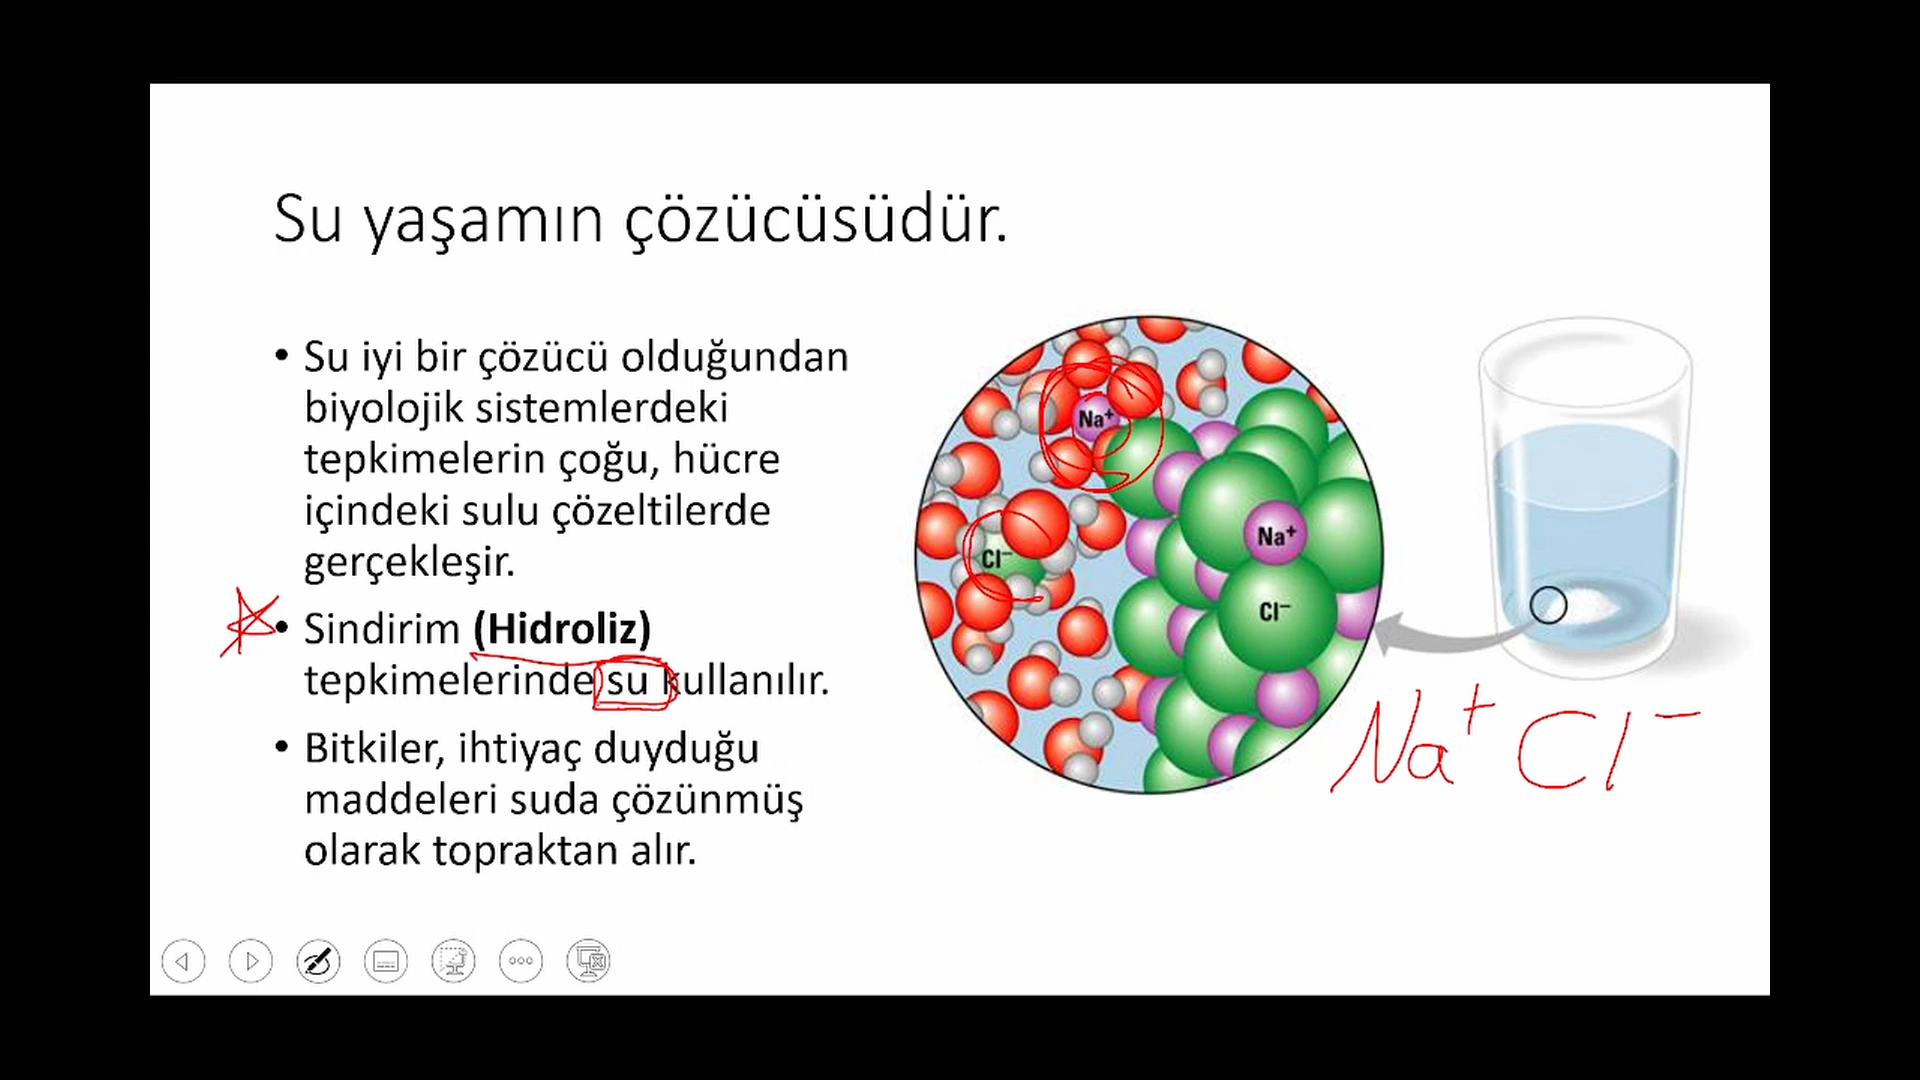 Su yaşamın çözücüsüdür.
• Su iyi bir çözücü olduğundan
biyolojik sistemlerdeki
tepkimelerin çoğu, hücre
içindeki sulu çözeltilerde
gerçekleşir.
• Sindirim (Hidroliz)
tepkimelerinde su kullanılır.
• Bitkiler, ihtiyaç duyduğu
maddeleri suda çözünmüş
olarak topraktan alır.
Na⁺
Cl⁻
Na⁺
Cl⁻
Na⁺ Cl⁻